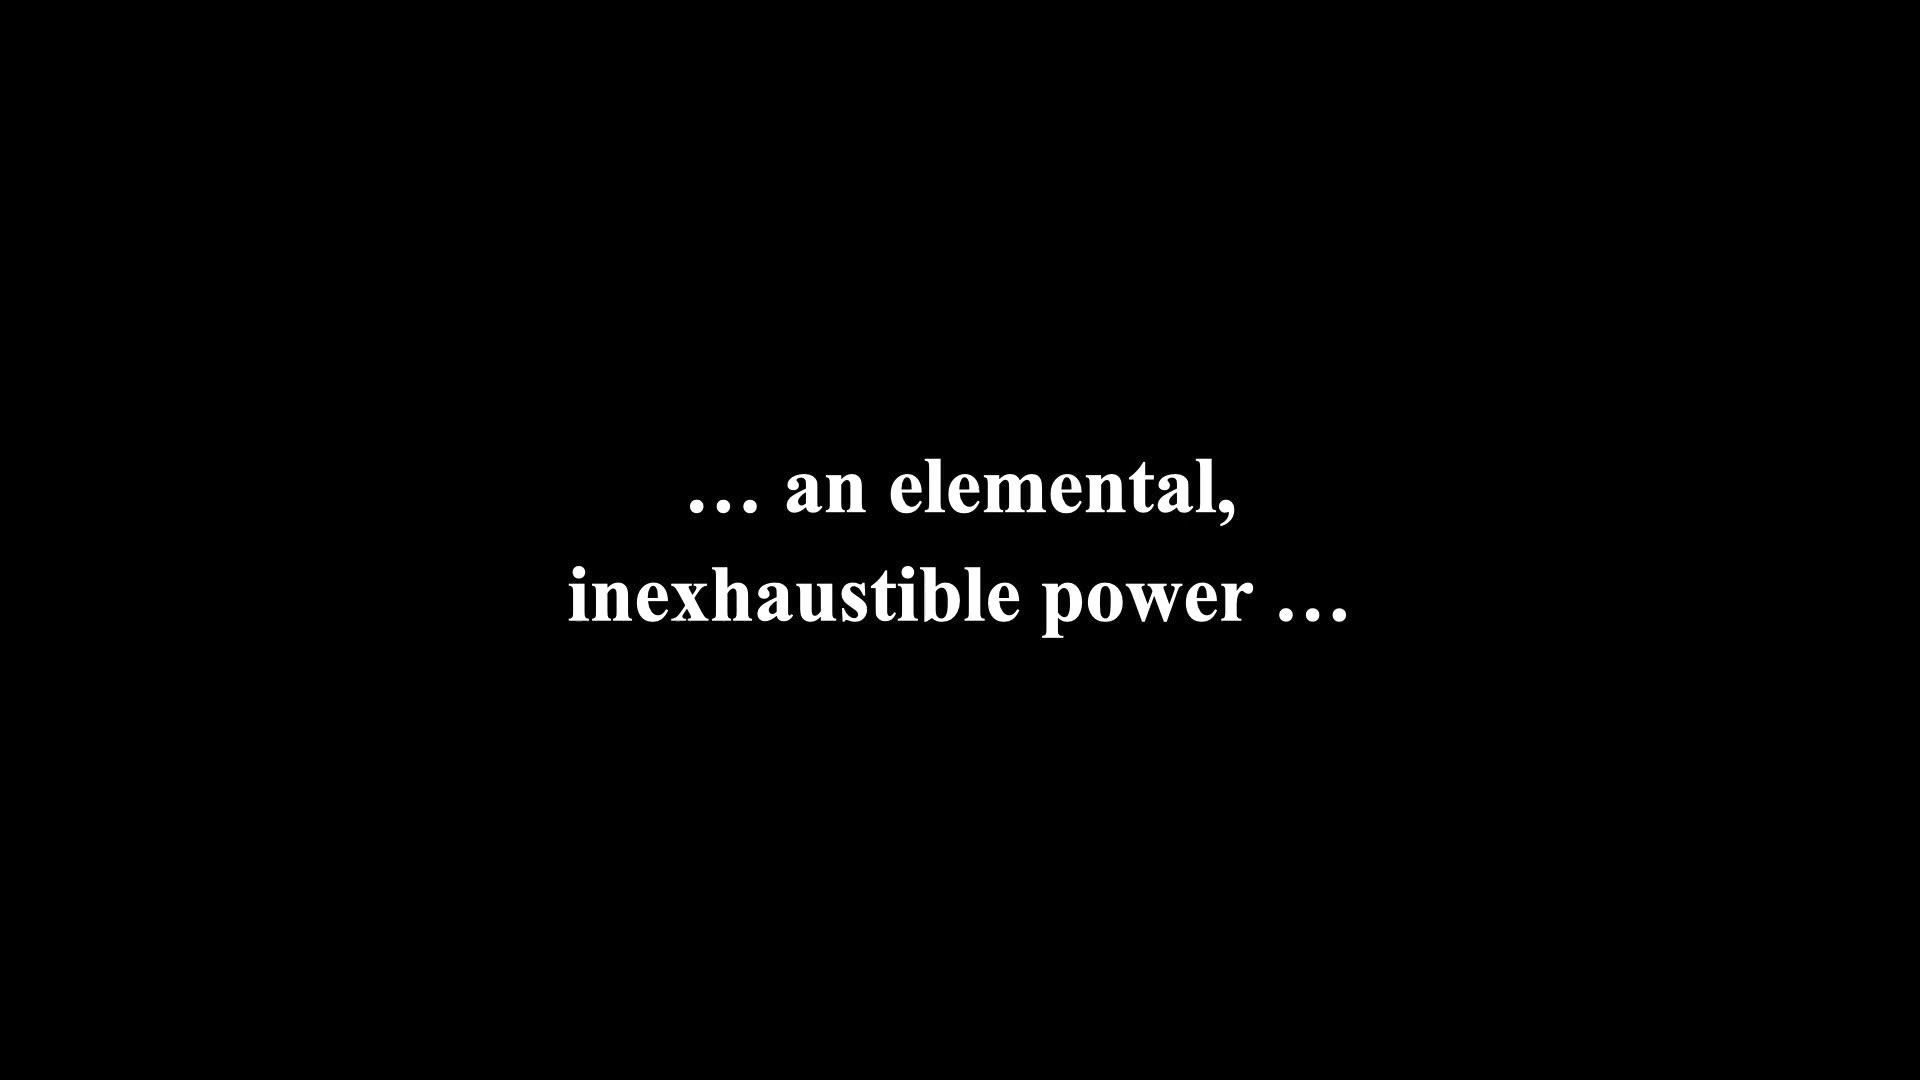 … an elemental,
inexhaustible power …